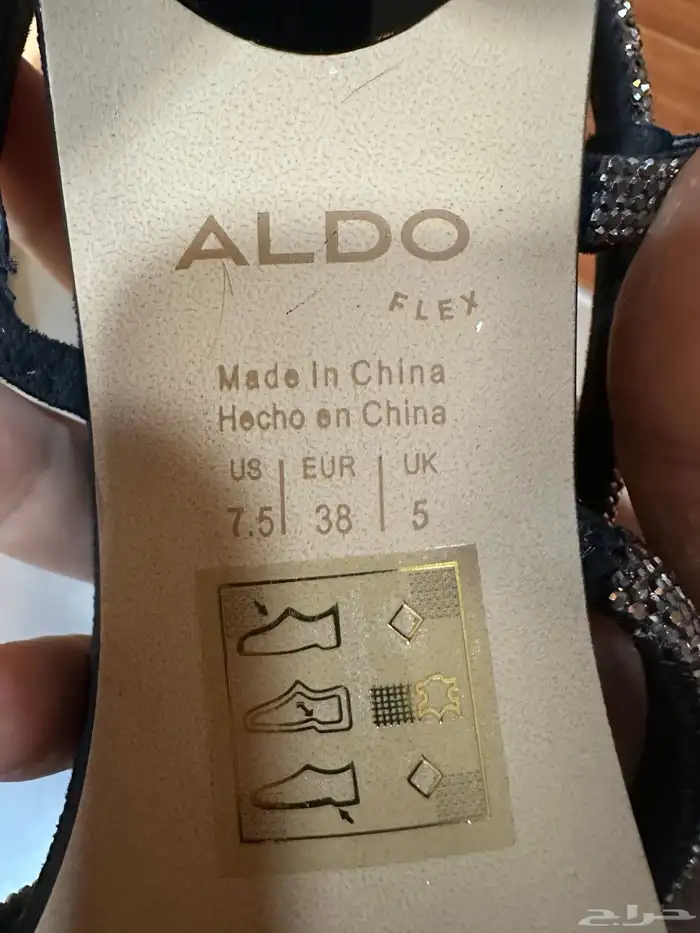 ALDO
FLEX
Made In China
Hecho en China
US | EUR | UK
7.5 | 38 | 5
حراج